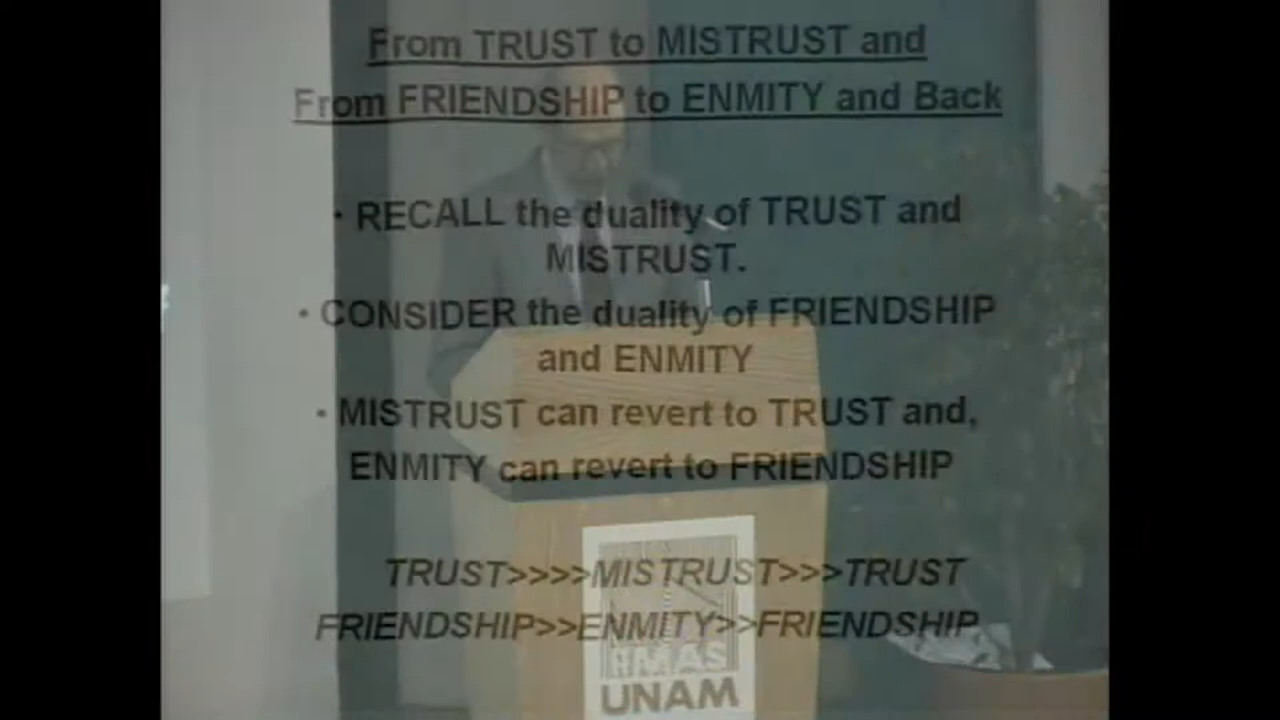 From TRUST to MISTRUST and
From FRIENDSHIP to ENMITY and Back
• RECALL the duality of TRUST and
MISTRUST.
• CONSIDER the duality of FRIENDSHIP
and ENMITY
• MISTRUST can revert to TRUST and,
ENMITY can revert to FRIENDSHIP
TRUST>>>>MISTRUST>>>TRUST
FRIENDSHIP>>ENMITY>>FRIENDSHIP
IIMAS
UNAM